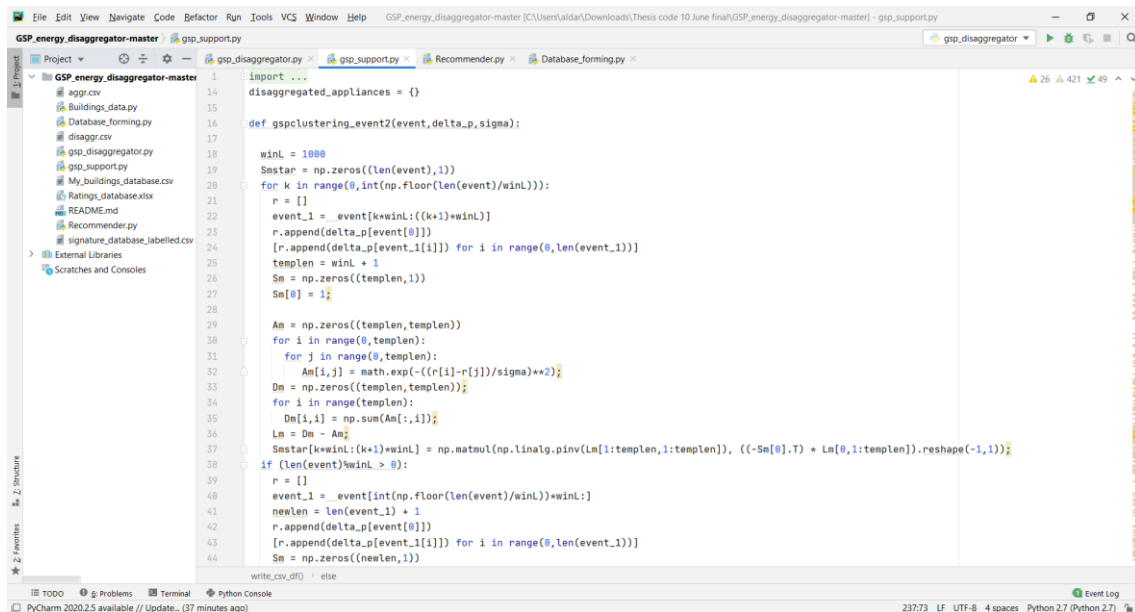 File Edit View Navigate Code Refactor Run Tools VCS Window Help GSP_energy_disaggregator-master [C:\Users\aldar\Downloads\Thesis code 10 June final\GSP_energy_disaggregator-master] - gsp_support.py
GSP_energy_disaggregator-master gsp_support.py gsp_disaggregator
Project gsp_disaggregator.py gsp_support.py Recommender.py Database_forming.py
1: Project
GSP_energy_disaggregator-master
aggr.csv
Buildings_data.py
Database_forming.py
disaggr.csv
gsp_disaggregator.py
gsp_support.py
My_buildings_database.csv
Ratings_database.xlsx
README.md
Recommender.py
signature_database_labelled.csv
External Libraries
Scratches and Consoles
26 421 49
1 import ...
14 disaggregated_appliances = {}
15
16 def gspclustering_event2(event,delta_p,sigma):
17
18 winL = 1000
19 Smstar = np.zeros((len(event),1))
20 for k in range(0,int(np.floor(len(event)/winL))):
21 r = []
22 event_1 = event[k*winL:((k+1)*winL)]
23 r.append(delta_p[event[0]])
24 [r.append(delta_p[event_1[i]]) for i in range(0,len(event_1))]
25 templen = winL + 1
26 Sm = np.zeros((templen,1))
27 Sm[0] = 1;
28
29 Am = np.zeros((templen,templen))
30 for i in range(0,templen):
31 for j in range(0,templen):
32 Am[i,j] = math.exp(-((r[i]-r[j])/sigma)**2);
33 Dm = np.zeros((templen,templen));
34 for i in range(templen):
35 Dm[i,i] = np.sum(Am[:,i]);
36 Lm = Dm - Am;
37 Smstar[k*winL:(k+1)*winL] = np.matmul(np.linalg.pinv(Lm[1:templen,1:templen]), ((-Sm[0].T) * Lm[0,1:templen]).reshape(-1,1));
38 if (len(event)%winL > 0):
39 r = []
40 event_1 = event[int(np.floor(len(event)/winL))*winL:]
41 newlen = len(event_1) + 1
42 r.append(delta_p[event[0]])
43 [r.append(delta_p[event_1[i]]) for i in range(0,len(event_1))]
44 Sm = np.zeros((newlen,1))
write_csv_df() else
Z: Structure
2: Favorites
TODO 6: Problems Terminal Python Console Event Log
PyCharm 2020.2.5 available // Update... (37 minutes ago) 237:73 LF UTF-8 4 spaces Python 2.7 (Python 2.7)